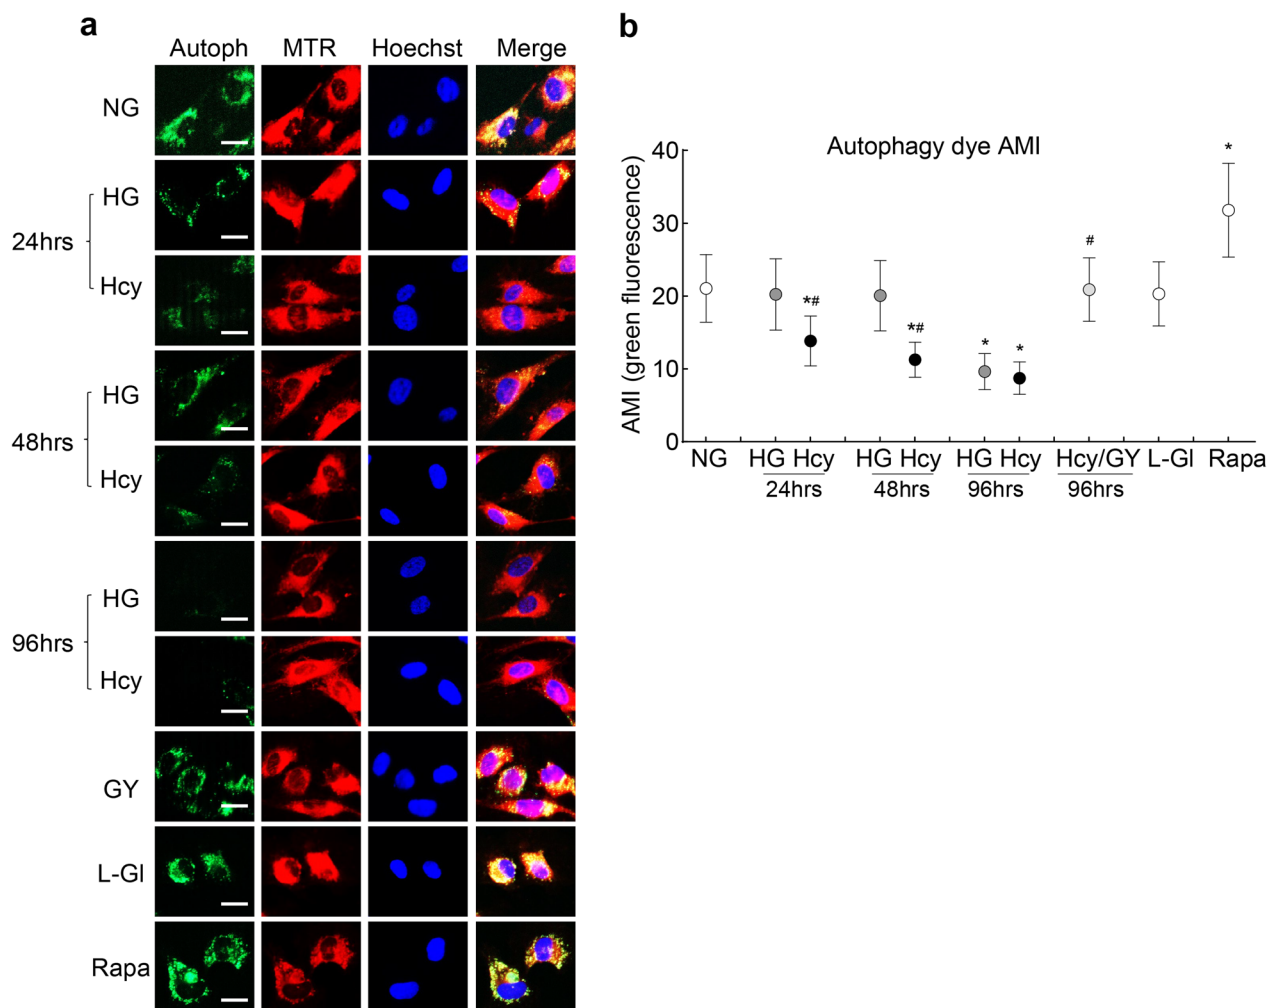 a
Autoph MTR Hoechst Merge
NG
24hrs
HG
Hcy
48hrs
HG
Hcy
96hrs
HG
Hcy
GY
L-Gl
Rapa
b
Autophagy dye AMI
AMI (green fluorescence)
40
30
20
10
0
*# *# * * # *
NG HG Hcy HG Hcy HG Hcy Hcy/GY L-Gl Rapa
24hrs 48hrs 96hrs 96hrs